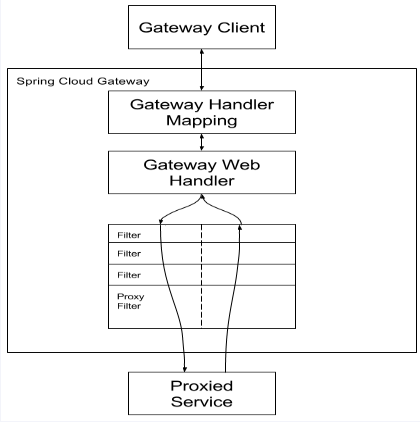 Gateway Client
Spring Cloud Gateway
Gateway Handler
Mapping
Gateway Web
Handler
Filter
Filter
Filter
Proxy
Filter
Proxied
Service